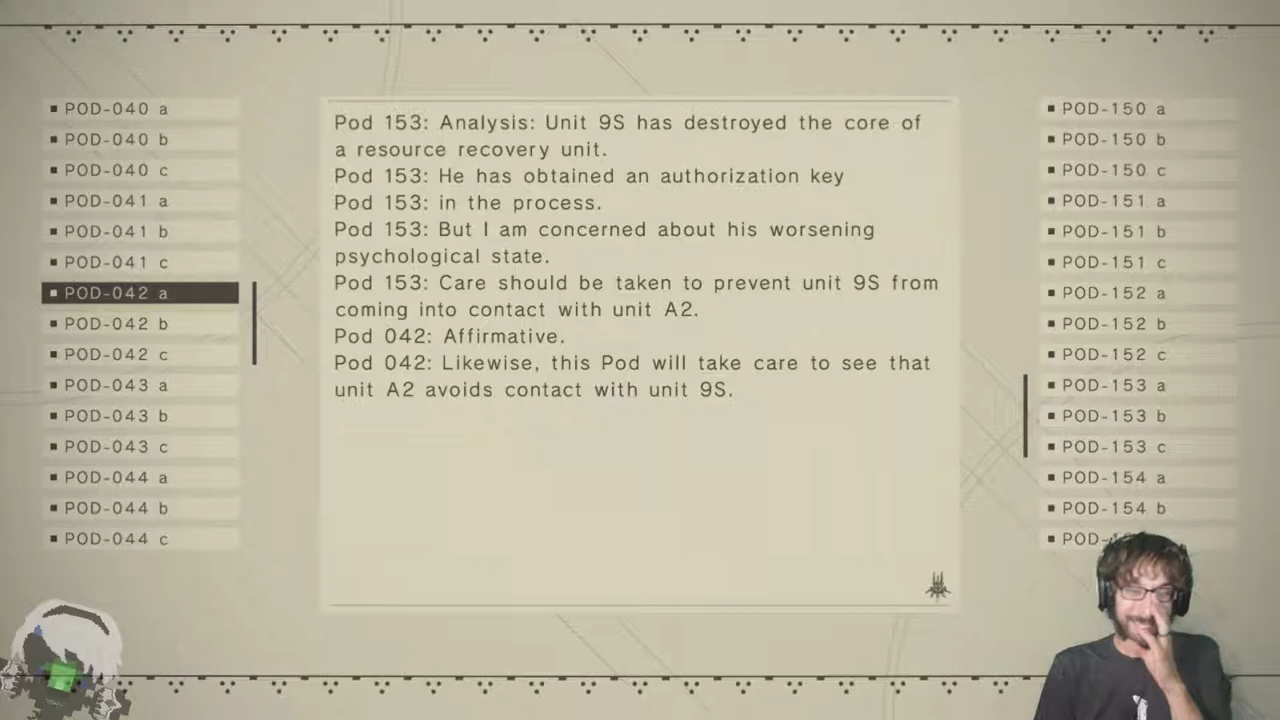 POD-040 a
POD-040 b
POD-040 c
POD-041 a
POD-041 b
POD-041 c
POD-042 a
POD-042 b
POD-042 c
POD-043 a
POD-043 b
POD-043 c
POD-044 a
POD-044 b
POD-044 c
Pod 153: Analysis: Unit 9S has destroyed the core of
a resource recovery unit.
Pod 153: He has obtained an authorization key
Pod 153: in the process.
Pod 153: But I am concerned about his worsening
psychological state.
Pod 153: Care should be taken to prevent unit 9S from
coming into contact with unit A2.
Pod 042: Affirmative.
Pod 042: Likewise, this Pod will take care to see that
unit A2 avoids contact with unit 9S.
POD-150 a
POD-150 b
POD-150 c
POD-151 a
POD-151 b
POD-151 c
POD-152 a
POD-152 b
POD-152 c
POD-153 a
POD-153 b
POD-153 c
POD-154 a
POD-154 b